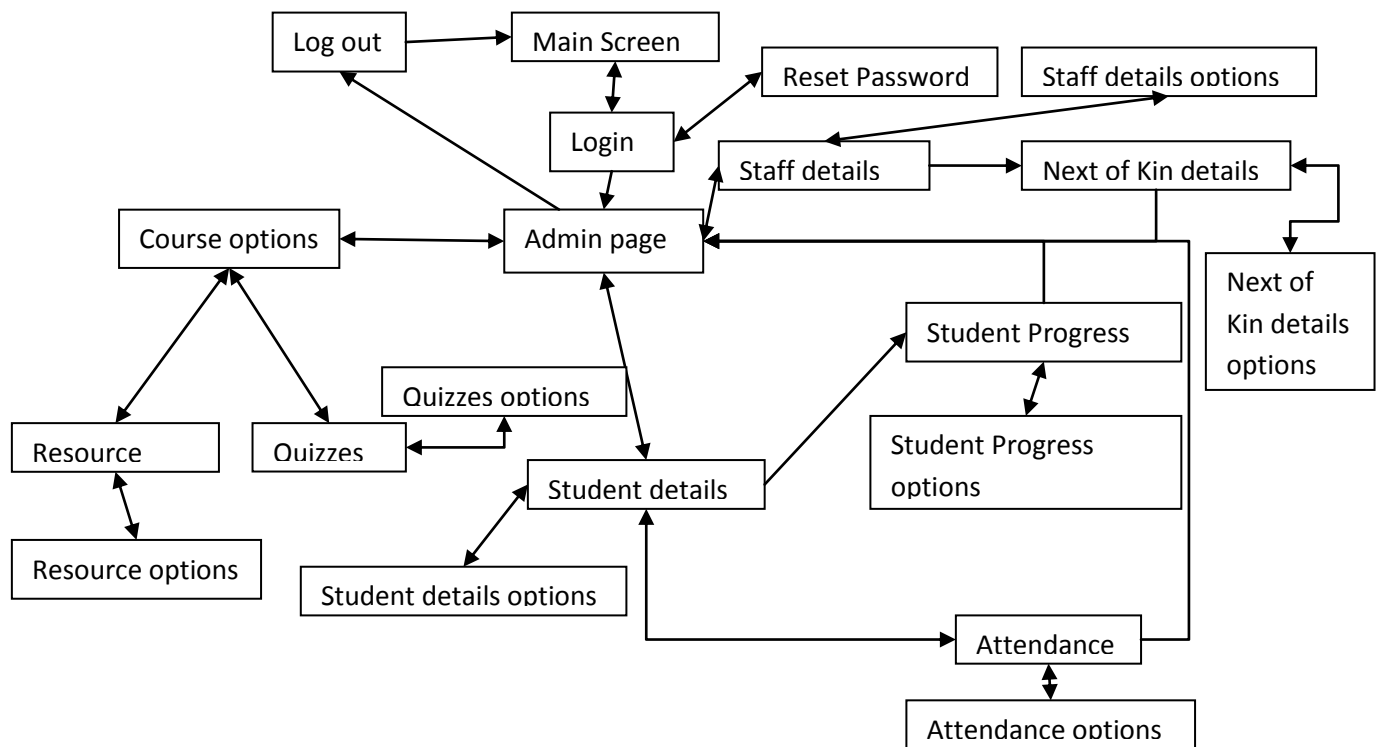 Log out
Main Screen
Reset Password
Staff details options
Login
Staff details
Next of Kin details
Course options
Admin page
Next of
Kin details
options
Student Progress
Quizzes options
Student Progress
options
Resource
Quizzes
Student details
Resource options
Student details options
Attendance
Attendance options